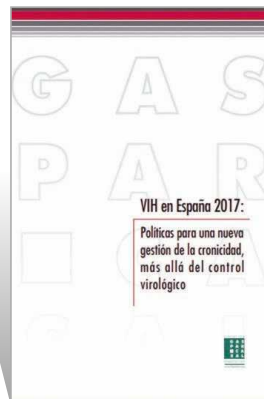 G A S
P A R
C A
S A L
VIH en España 2017:
Políticas para una nueva
gestión de la cronicidad,
más allá del control
virológico